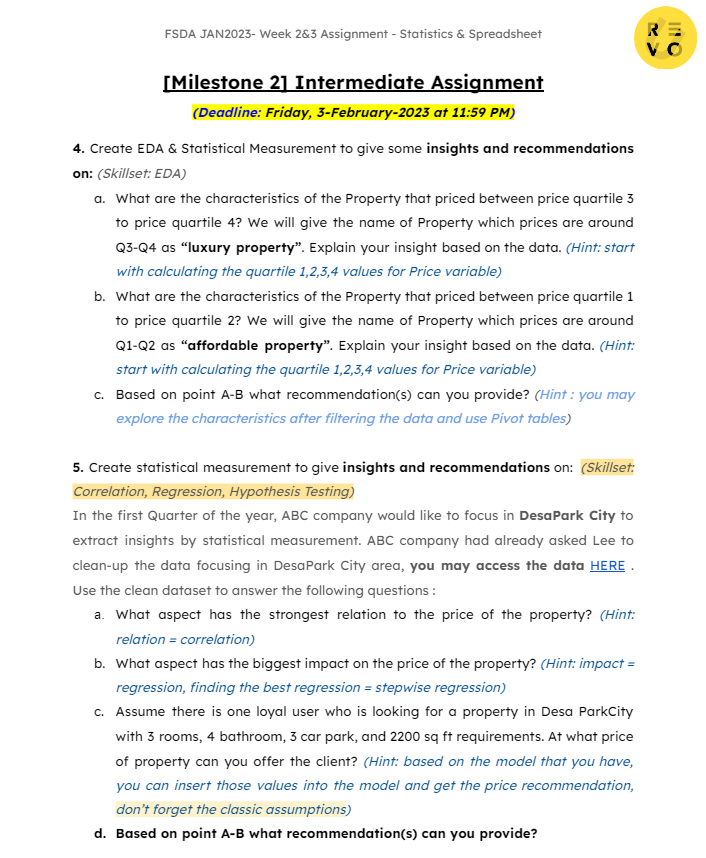 FSDA JAN2023- Week 2&3 Assignment - Statistics & Spreadsheet
RE
VO
[Milestone 2] Intermediate Assignment
(Deadline: Friday, 3-February-2023 at 11:59 PM)
4. Create EDA & Statistical Measurement to give some insights and recommendations
on: (Skillset: EDA)
a. What are the characteristics of the Property that priced between price quartile 3
to price quartile 4? We will give the name of Property which prices are around
Q3-Q4 as “luxury property”. Explain your insight based on the data. (Hint: start
with calculating the quartile 1,2,3,4 values for Price variable)
b. What are the characteristics of the Property that priced between price quartile 1
to price quartile 2? We will give the name of Property which prices are around
Q1-Q2 as “affordable property”. Explain your insight based on the data. (Hint:
start with calculating the quartile 1,2,3,4 values for Price variable)
c. Based on point A-B what recommendation(s) can you provide? (Hint : you may
explore the characteristics after filtering the data and use Pivot tables)
5. Create statistical measurement to give insights and recommendations on: (Skillset:
Correlation, Regression, Hypothesis Testing)
In the first Quarter of the year, ABC company would like to focus in DesaPark City to
extract insights by statistical measurement. ABC company had already asked Lee to
clean-up the data focusing in DesaPark City area, you may access the data HERE .
Use the clean dataset to answer the following questions :
a. What aspect has the strongest relation to the price of the property? (Hint:
relation = correlation)
b. What aspect has the biggest impact on the price of the property? (Hint: impact =
regression, finding the best regression = stepwise regression)
c. Assume there is one loyal user who is looking for a property in Desa ParkCity
with 3 rooms, 4 bathroom, 3 car park, and 2200 sq ft requirements. At what price
of property can you offer the client? (Hint: based on the model that you have,
you can insert those values into the model and get the price recommendation,
don’t forget the classic assumptions)
d. Based on point A-B what recommendation(s) can you provide?